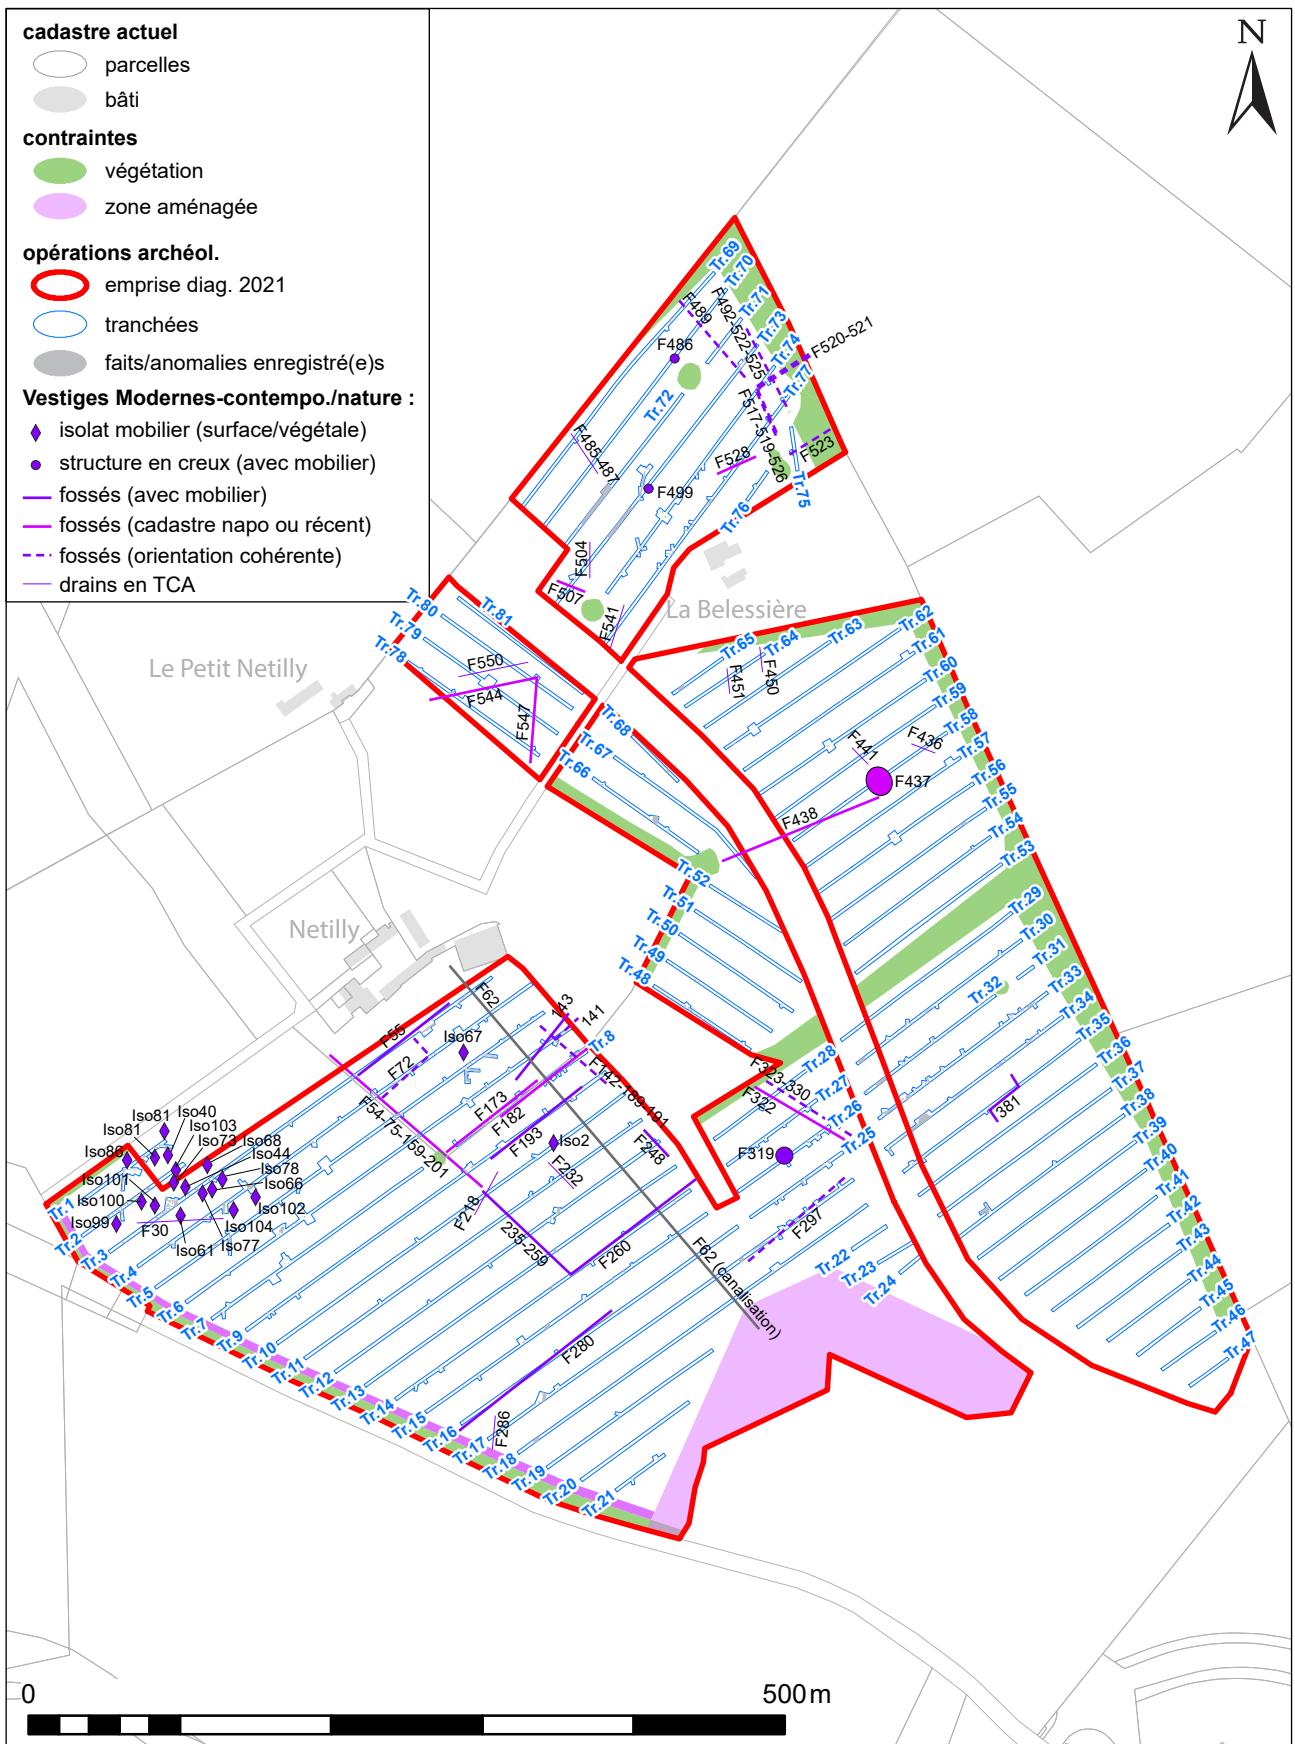 cadastre actuel
parcelles
bâti
contraintes
végétation
zone aménagée
opérations archéol.
emprise diag. 2021
tranchées
faits/anomalies enregistré(e)s
Vestiges Modernes-contempo./nature :
isolat mobilier (surface/végétale)
structure en creux (avec mobilier)
fossés (avec mobilier)
fossés (cadastre napo ou récent)
fossés (orientation cohérente)
drains en TCA
N
Tr.69
Tr.70
Tr.71
Tr.73
Tr.74
Tr.77
F489
F492-522-525
F520-521
F486
Tr.72
F517-519-526
F485-487
F528
F523
F499
Tr.75
Tr.76
F504
F507
F541
La Belessière
Tr.80
Tr.79
Tr.78
Tr.81
F550
F544
F547
Le Petit Netilly
Tr.65
Tr.64
Tr.63
Tr.62
Tr.61
Tr.60
Tr.59
Tr.58
Tr.57
Tr.56
Tr.55
Tr.54
Tr.53
F451
F450
F441
F436
F437
F438
Tr.68
Tr.67
Tr.66
Tr.52
Tr.51
Tr.50
Tr.49
Tr.48
Netilly
Tr.29
Tr.30
Tr.31
Tr.32
Tr.33
Tr.34
Tr.35
Tr.36
Tr.37
Tr.38
Tr.39
Tr.40
Tr.41
Tr.42
Tr.43
Tr.44
Tr.45
Tr.46
Tr.47
381
F62
F55
F72
Iso67
143
141
Tr.8
F142-189-191
F173
F182
F193
F54-75-159-201
Iso2
F232
F248
F218
235-259
F260
F62 (canalisation)
F280
F286
F323-330
F322
F319
F297
Tr.28
Tr.27
Tr.26
Tr.25
Tr.22
Tr.23
Tr.24
Iso81
Iso81
Iso40
Iso103
Iso73
Iso68
Iso44
Iso78
Iso66
Iso86
Iso101
Iso100
Iso99
F30
Iso61
Iso77
Iso104
Iso102
Tr.1
Tr.2
Tr.3
Tr.4
Tr.5
Tr.6
Tr.7
Tr.9
Tr.10
Tr.11
Tr.12
Tr.13
Tr.14
Tr.15
Tr.16
Tr.17
Tr.18
Tr.19
Tr.20
Tr.21
0
500 m